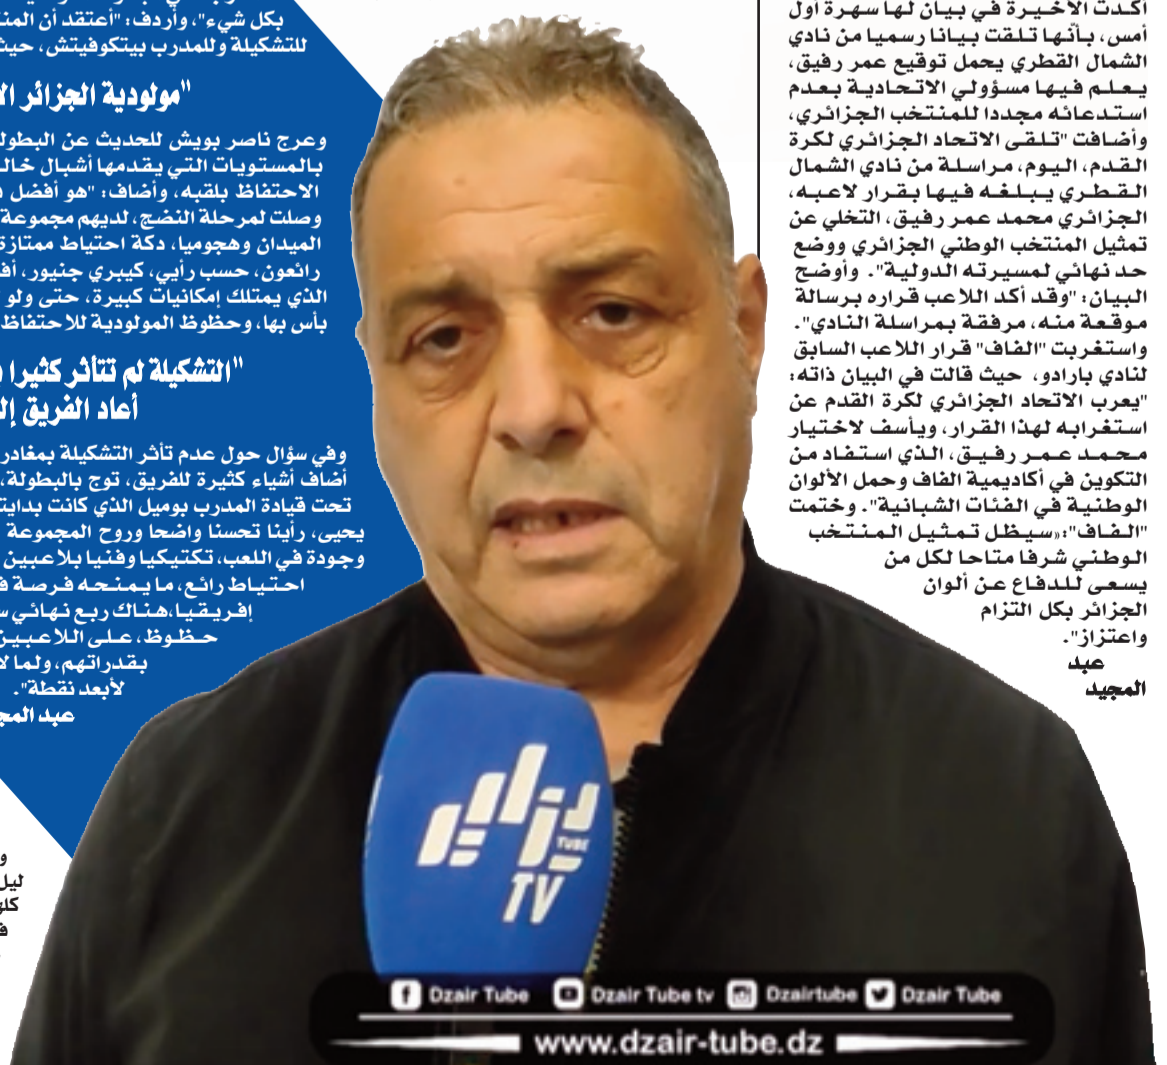 أكدت الأخيرة في بيان لها سهرة أول
أمس، بأنها تلقت بيانا رسميا من نادي
الشمال القطري يحمل توقيع عمر رفيق،
يعلم فيها مسؤولي الاتحادية بعدم
استدعائه مجددا للمنتخب الجزائري،
وأضافت "تلقى الاتحاد الجزائري لكرة
القدم، اليوم، مراسلة من نادي الشمال
القطري يبلغه فيها بقرار لاعبه،
الجزائري محمد عمر رفيق، التخلي عن
تمثيل المنتخب الوطني الجزائري ووضع
حد نهائي لمسيرته الدولية". وأوضح
البيان: "وقد أكد اللاعب قراره برسالة
موقعة منه، مرفقة بمراسلة النادي".
واستغربت "الفاف" قرار اللاعب السابق
لنادي بارادو، حيث قالت في البيان ذاته:
"يعرب الاتحاد الجزائري لكرة القدم عن
استغرابه لهذا القرار، ويأسف لاختيار
محمد عمر رفيق، الذي استفاد من
التكوين في أكاديمية الفاف وحمل الألوان
الوطنية في الفئات الشبانية". وختمت
"الفاف":«سيظل تمثيل المنتخب
الوطني شرفا متاحا لكل من
يسعى للدفاع عن ألوان
الجزائر بكل التزام
واعتزاز".
عبد
المجيد
بكل شيء"، وأردف: "أعتقد أن
للتشكيلة وللمدرب بيتكوفيتش، حيث
"مولودية الجزائر
وعرج ناصر بويش للحديث عن
بالمستويات التي يقدمها أشبال
الاحتفاظ بلقبه، وأضاف: "هو أفضل
وصلت لمرحلة النضج، لديهم مجموعة
الميدان وهجوميا، دكة احتياط ممتازة
رائعون، حسب رأيي، كيبري جنيور،
الذي يمتلك إمكانيات كبيرة، حتى ولو
بأس بها، وحظوظ المولودية للاحتفاظ
"التشكيلة لم تتأثر كثيرا
أعاد الفريق
وفي سؤال حول عدم تأثر التشكيلة
أضاف أشياء كثيرة للفريق، توج بالبطولة،
تحت قيادة المدرب بوميل الذي كانت
يحيى، رأينا تحسنا واضحا وروح المجموعة
وجودة في اللعب، تكتيكيا وفنيا بلاعبين
احتياط رائع، ما يمنحه فرصة
إفريقيا،هناك ربع نهائي
حظوظ، على اللاعبين
بقدراتهم، ولما
لأبعد نقطة".
عبد
دزاير
TUBE
TV
Dzair Tube Dzair Tube tv Dzairtube Dzair Tube
www.dzair-tube.dz